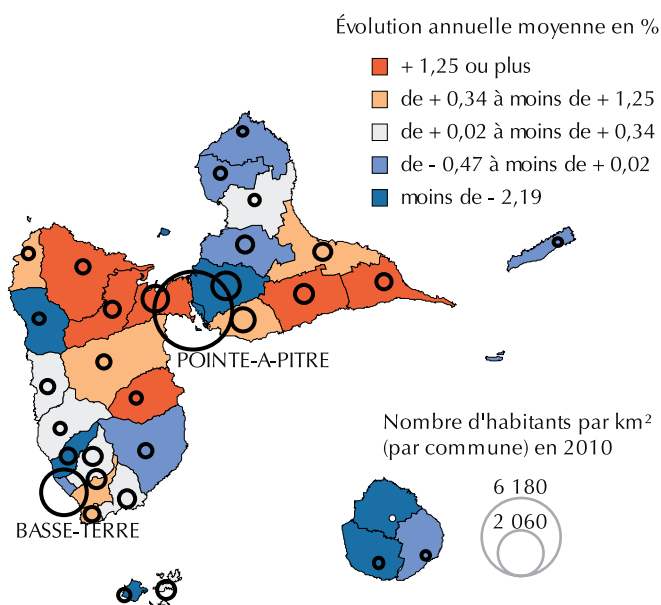 Évolution annuelle moyenne en %
+ 1,25 ou plus
de + 0,34 à moins de + 1,25
de + 0,02 à moins de + 0,34
de - 0,47 à moins de + 0,02
moins de - 2,19
POINTE-A-PITRE
Nombre d'habitants par km²
(par commune) en 2010
6 180
2 060
BASSE-TERRE